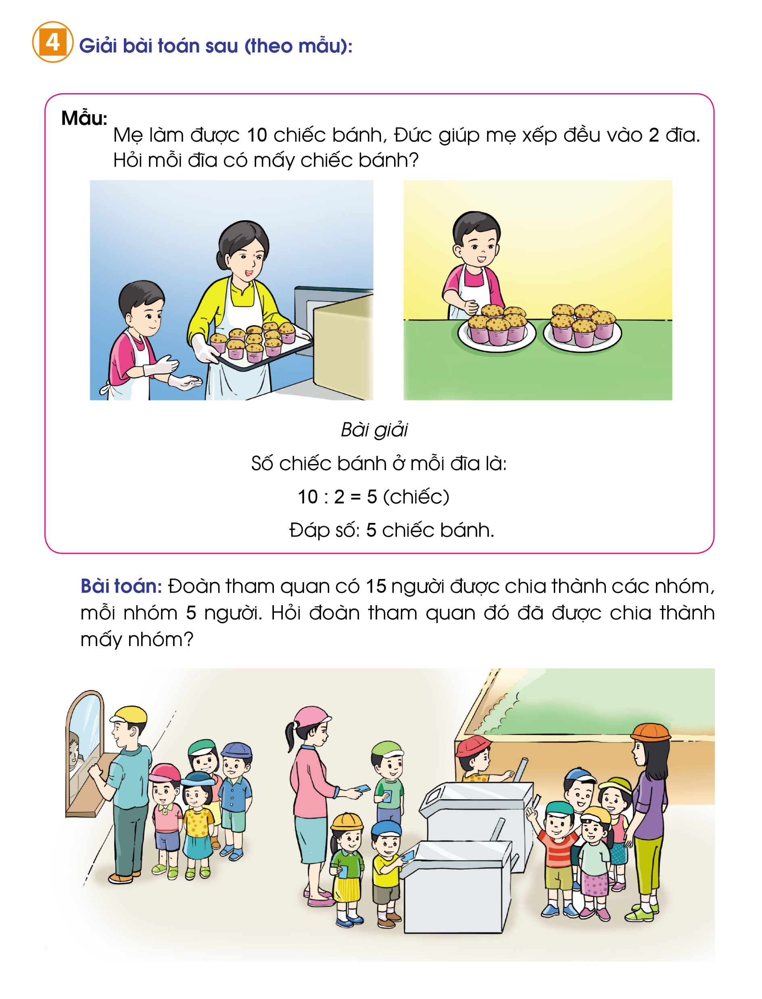 4 Giải bài toán sau (theo mẫu):
Mẫu:
Mẹ làm được 10 chiếc bánh, Đức giúp mẹ xếp đều vào 2 đĩa.
Hỏi mỗi đĩa có mấy chiếc bánh?
Bài giải
Số chiếc bánh ở mỗi đĩa là:
10 : 2 = 5 (chiếc)
Đáp số: 5 chiếc bánh.
Bài toán: Đoàn tham quan có 15 người được chia thành các nhóm,
mỗi nhóm 5 người. Hỏi đoàn tham quan đó đã được chia thành
mấy nhóm?